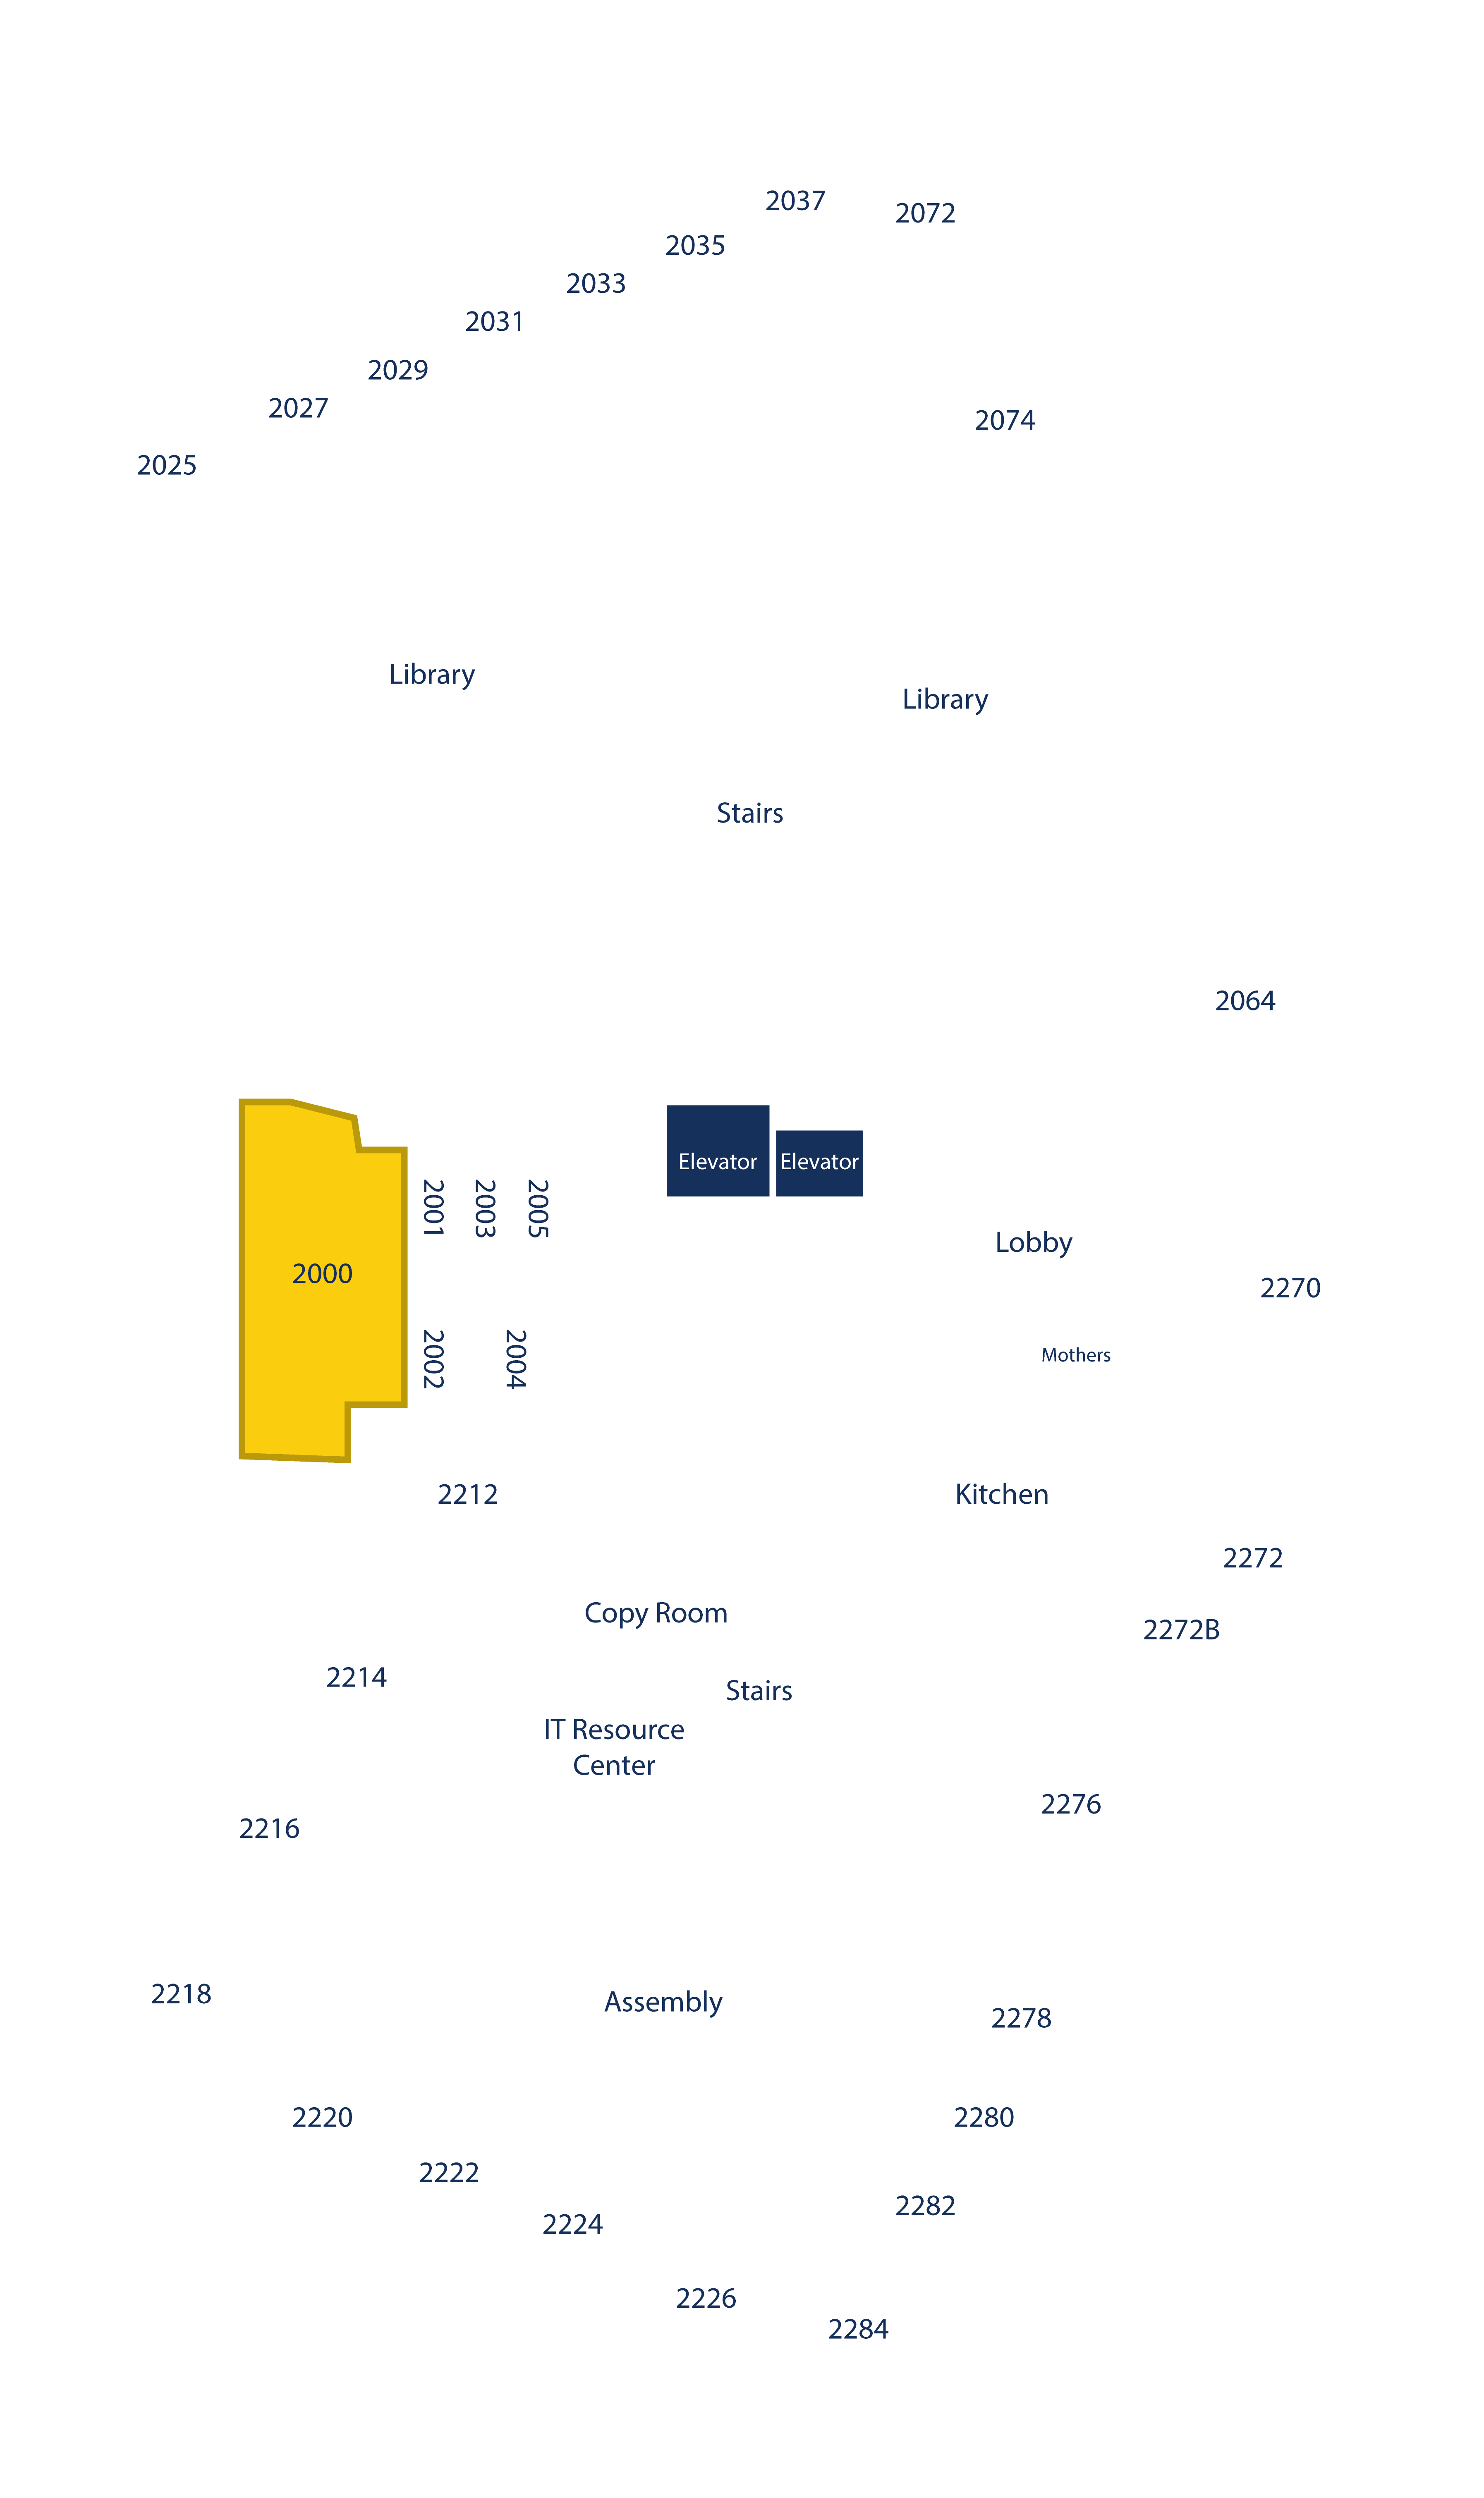 2037
2072
2035
2033
2031
2029
2027
2074
2025
Library
Library
Stairs
2064
Elevator
Elevator
2001
2003
2005
Lobby
2000
2270
2002
2004
Mothers
2212
Kitchen
2272
Copy Room
2272B
2214
Stairs
IT Resource
Center
2276
2216
2218
Assembly
2278
2220
2280
2222
2282
2224
2226
2284